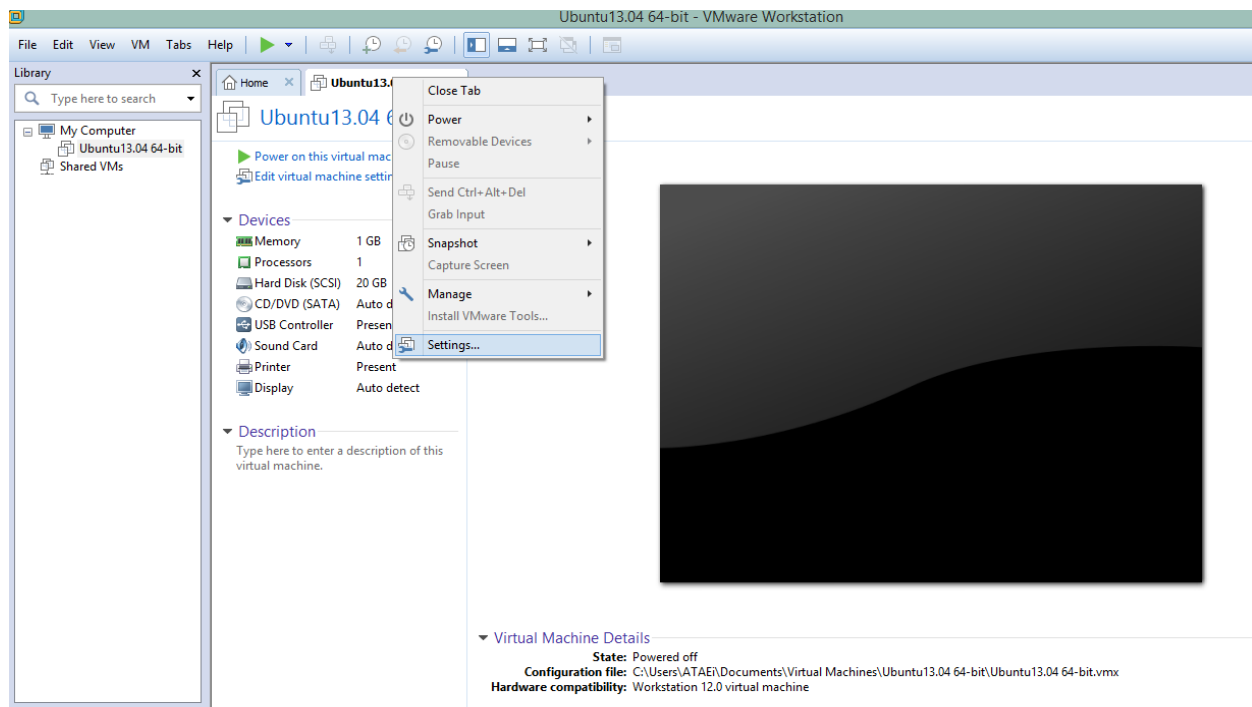 Ubuntu13.04 64-bit - VMware Workstation
File Edit View VM Tabs Help
Library
Type here to search
My Computer
Ubuntu13.04 64-bit
Shared VMs
Home
Ubuntu13.
Ubuntu13.04
Power on this virtual mac
Edit virtual machine settin
Devices
Memory 1 GB
Processors 1
Hard Disk (SCSI) 20 GB
CD/DVD (SATA) Auto d
USB Controller Presen
Sound Card Auto d
Printer Present
Display Auto detect
Description
Type here to enter a description of this
virtual machine.
Close Tab
Power
Removable Devices
Pause
Send Ctrl+Alt+Del
Grab Input
Snapshot
Capture Screen
Manage
Install VMware Tools...
Settings...
Virtual Machine Details
State: Powered off
Configuration file: C:\Users\ATAEi\Documents\Virtual Machines\Ubuntu13.04 64-bit\Ubuntu13.04 64-bit.vmx
Hardware compatibility: Workstation 12.0 virtual machine